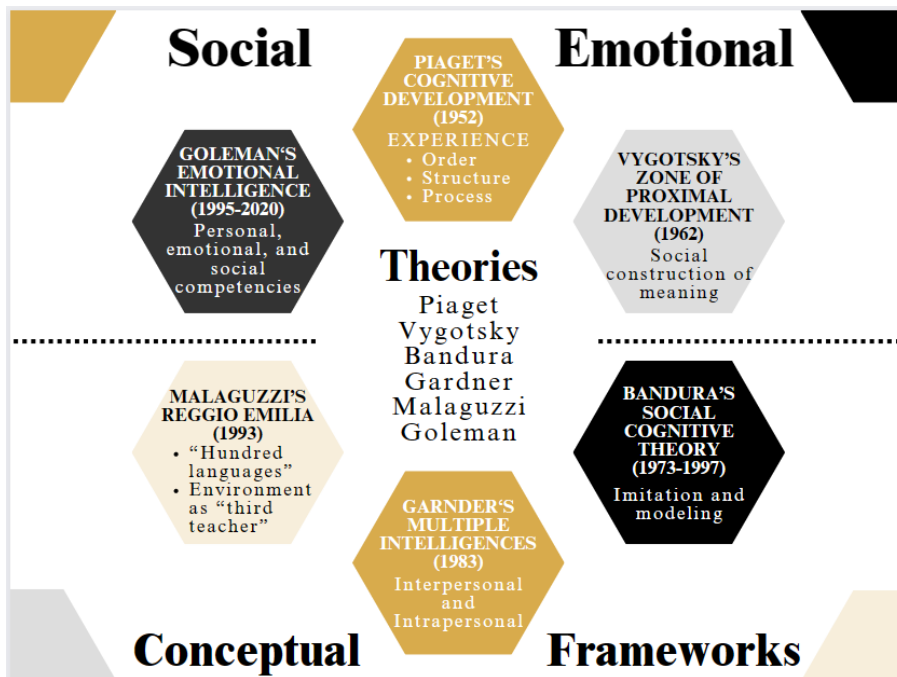 Social
Emotional
PIAGET'S
COGNITIVE
DEVELOPMENT
(1952)
EXPERIENCE
• Order
• Structure
• Process
GOLEMAN‘S
EMOTIONAL
INTELLIGENCE
(1995-2020)
Personal,
emotional, and
social
competencies
VYGOTSKY’S
ZONE OF
PROXIMAL
DEVELOPMENT
(1962)
Social
construction of
meaning
Theories
Piaget
Vygotsky
Bandura
Gardner
Malaguzzi
Goleman
MALAGUZZI’S
REGGIO EMILIA
(1993)
• “Hundred
languages”
• Environment
as “third
teacher”
BANDURA’S
SOCIAL
COGNITIVE
THEORY
(1973-1997)
Imitation and
modeling
GARNDER‘S
MULTIPLE
INTELLIGENCES
(1983)
Interpersonal
and
Intrapersonal
Conceptual
Frameworks